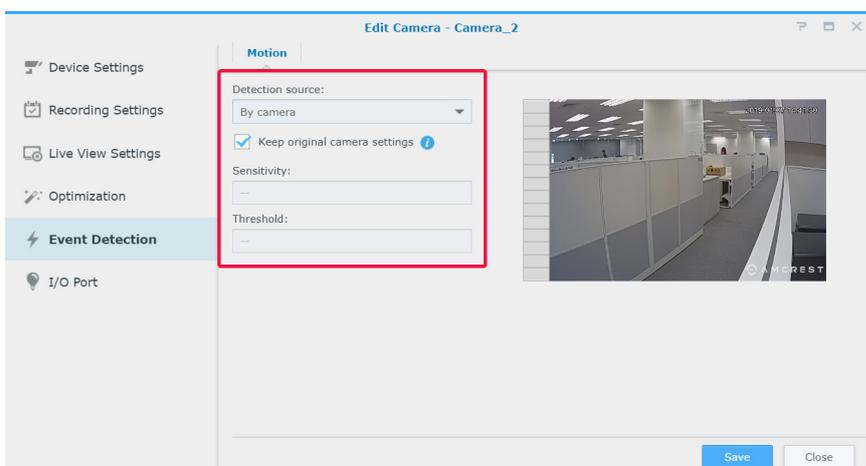 Edit Camera - Camera_2
Device Settings
Recording Settings
Live View Settings
Optimization
Event Detection
I/O Port
Motion
Detection source:
By camera
Keep original camera settings
Sensitivity:
--
Threshold:
--
AMCREST
Save
Close